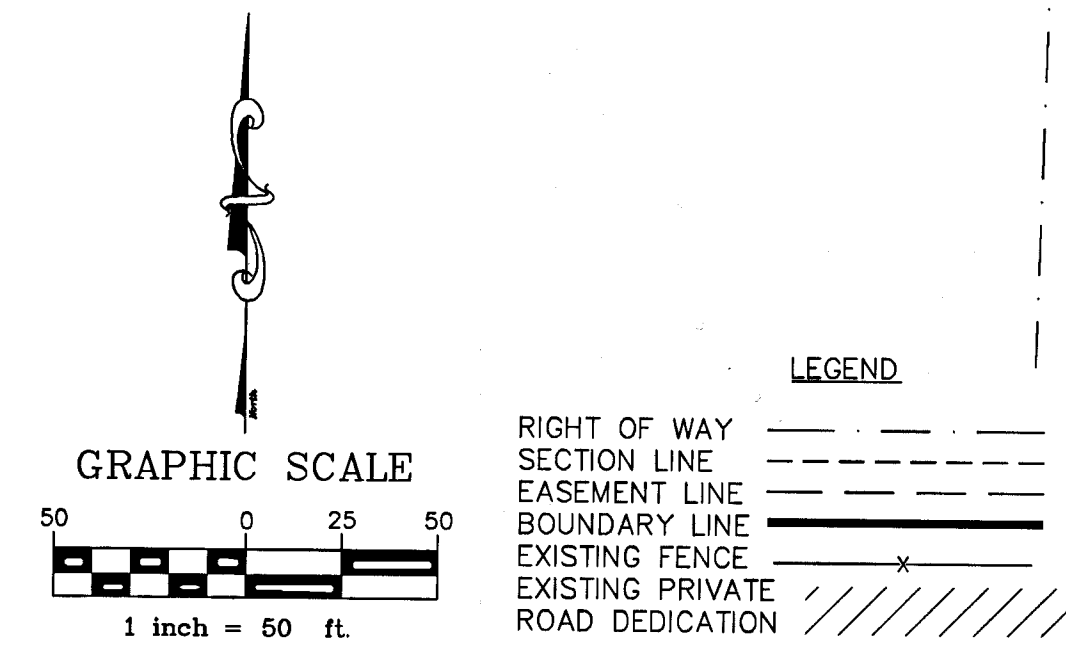 North
GRAPHIC SCALE
50 0 25 50
1 inch = 50 ft.
LEGEND
RIGHT OF WAY
SECTION LINE
EASEMENT LINE
BOUNDARY LINE
EXISTING FENCE
EXISTING PRIVATE
ROAD DEDICATION